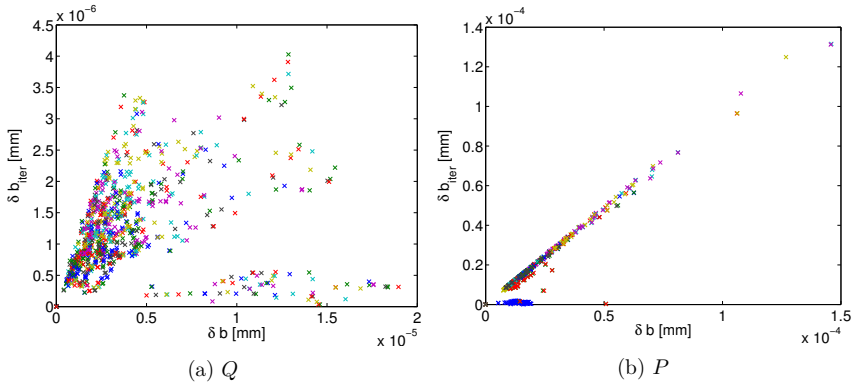 x 10⁻⁶
4.5
4
3.5
3
2.5
2
1.5
1
0.5
0
δ b_iter [mm]
0
0.5
1
1.5
2
x 10⁻⁵
δ b [mm]
(a) Q
x 10⁻⁴
1.4
1.2
1
0.8
0.6
0.4
0.2
0
δ b_iter [mm]
0
0.5
1
1.5
x 10⁻⁴
δ b [mm]
(b) P